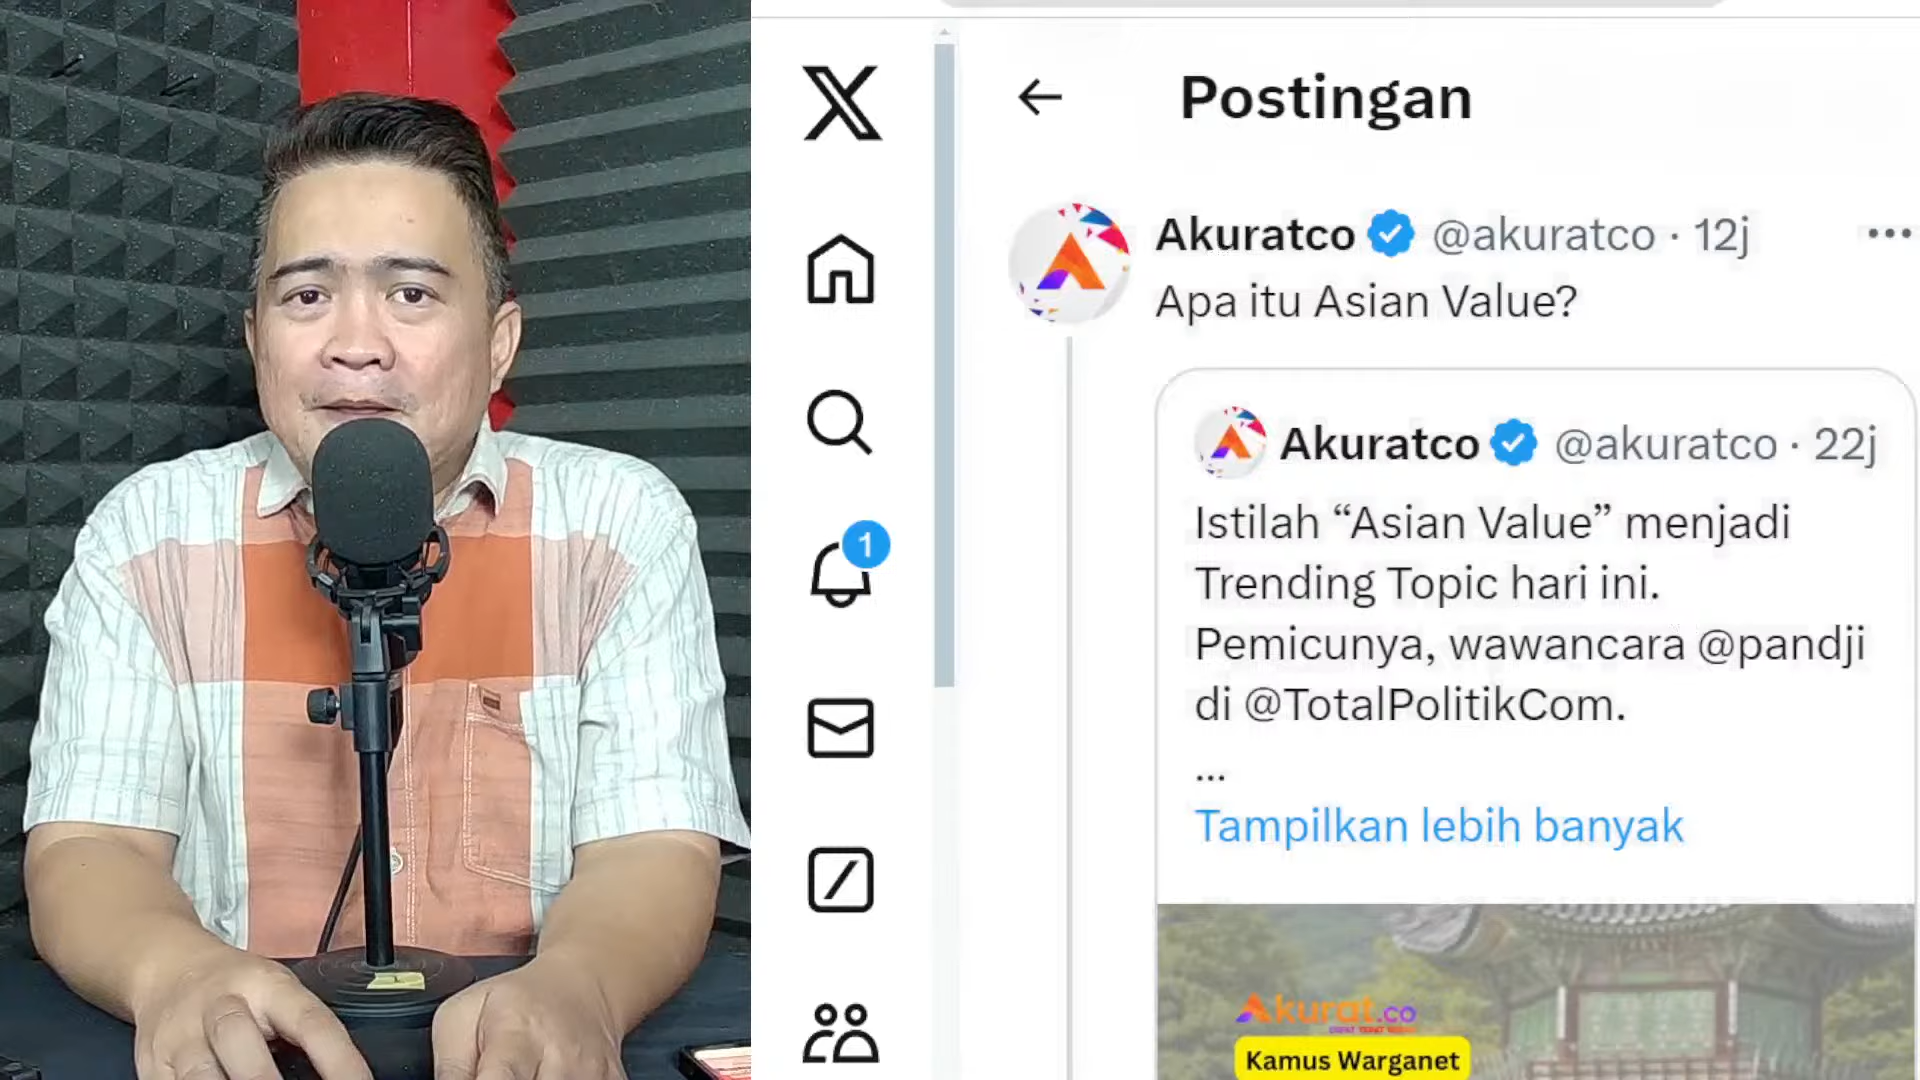 Postingan
Akuratco @akuratco · 12j
Apa itu Asian Value?
Akuratco @akuratco · 22j
Istilah “Asian Value” menjadi
Trending Topic hari ini.
Pemicunya, wawancara @pandji
di @TotalPolitikCom.
...
Tampilkan lebih banyak
1
Akurat.co
Kamus Warganet